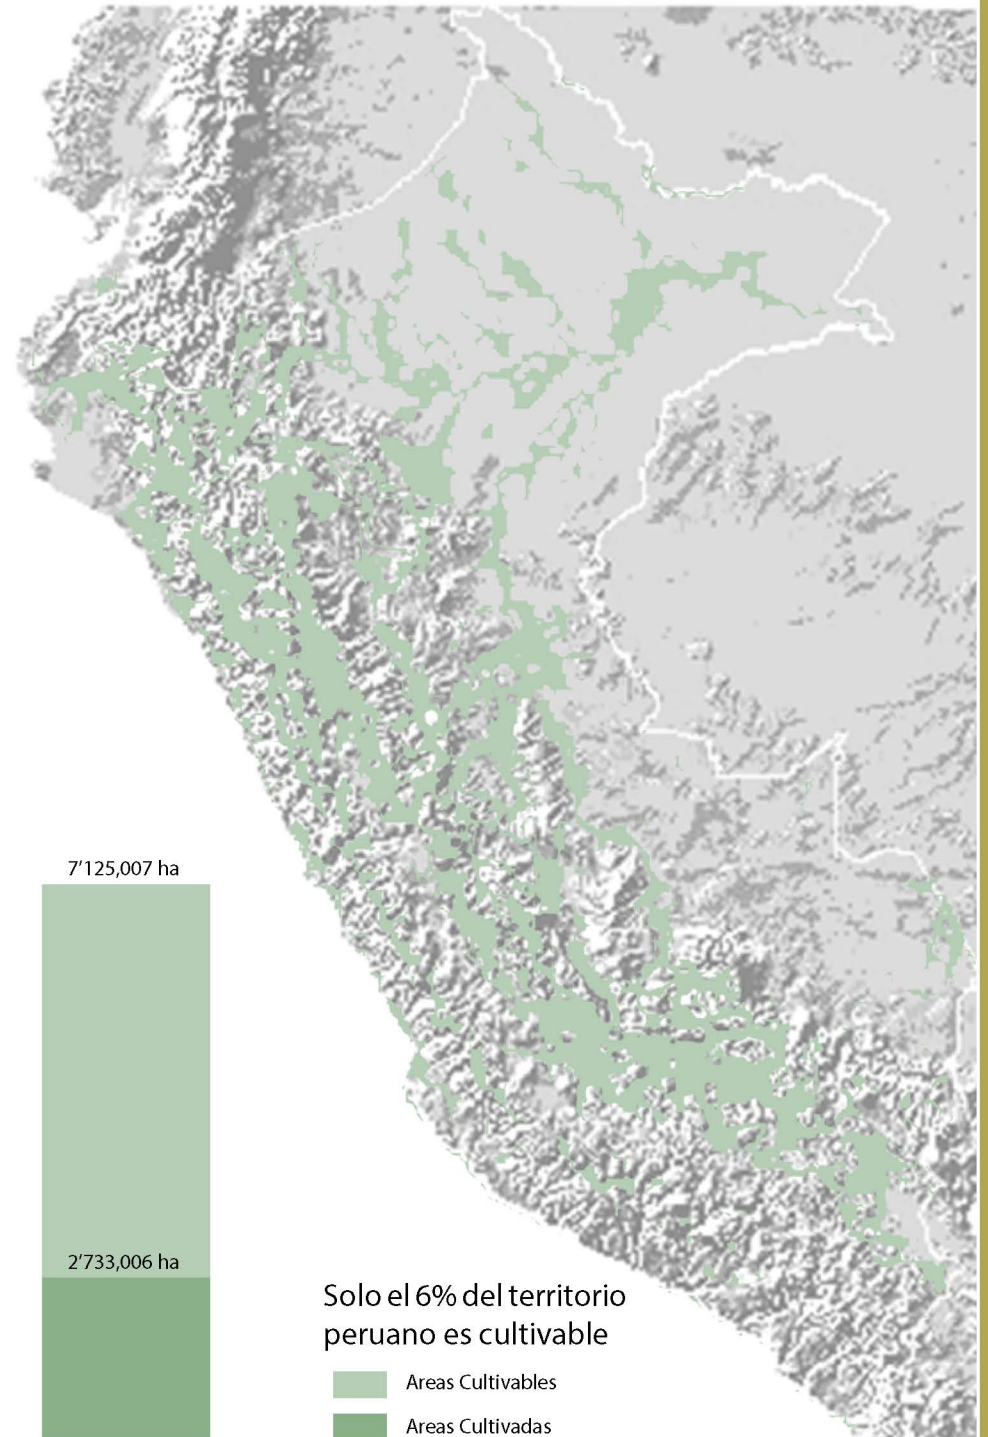 7’125,007 ha
2’733,006 ha
Solo el 6% del territorio
peruano es cultivable
Areas Cultivables
Areas Cultivadas